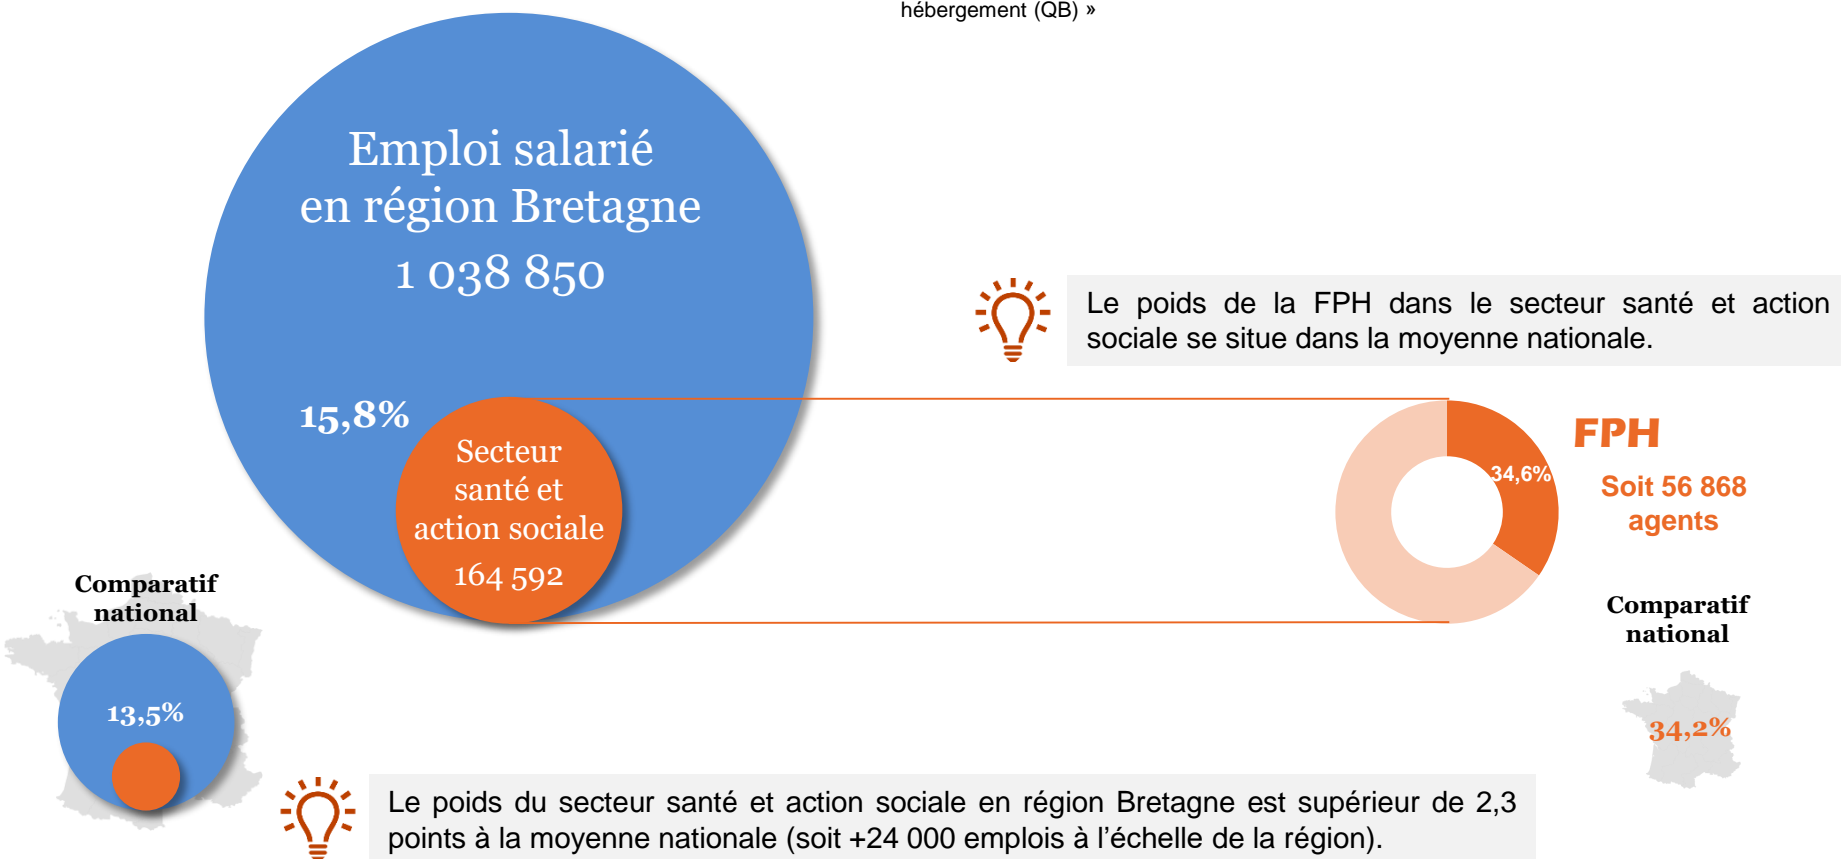 hébergement (QB) »
Emploi salarié
en région Bretagne
1 038 850
Le poids de la FPH dans le secteur santé et action
sociale se situe dans la moyenne nationale.
15,8%
Secteur
santé et
action sociale
164 592
34,6%
FPH
Soit 56 868
agents
Comparatif
national
13,5%
Comparatif
national
34,2%
Le poids du secteur santé et action sociale en région Bretagne est supérieur de 2,3
points à la moyenne nationale (soit +24 000 emplois à l’échelle de la région).